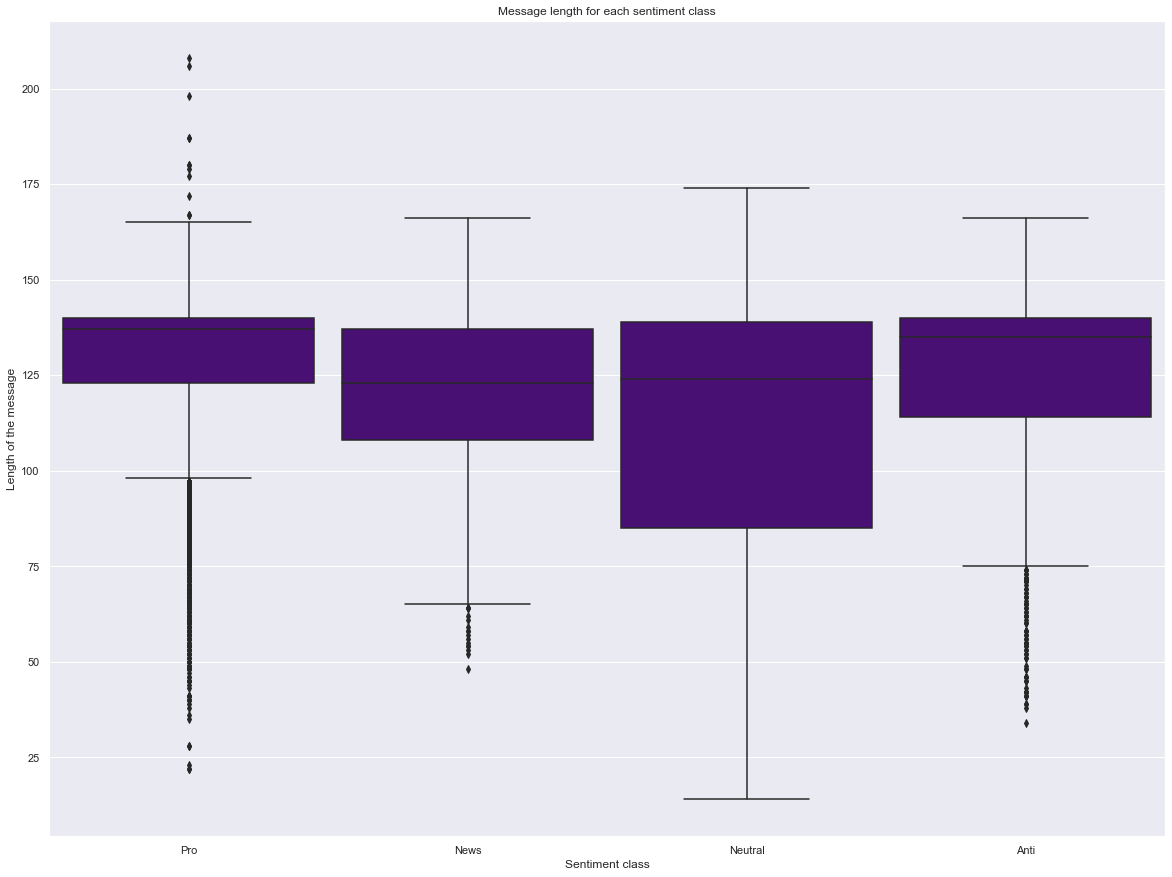 Message length for each sentiment class
200
175
150
125
100
75
50
25
Length of the message
Pro News Neutral Anti
Sentiment class